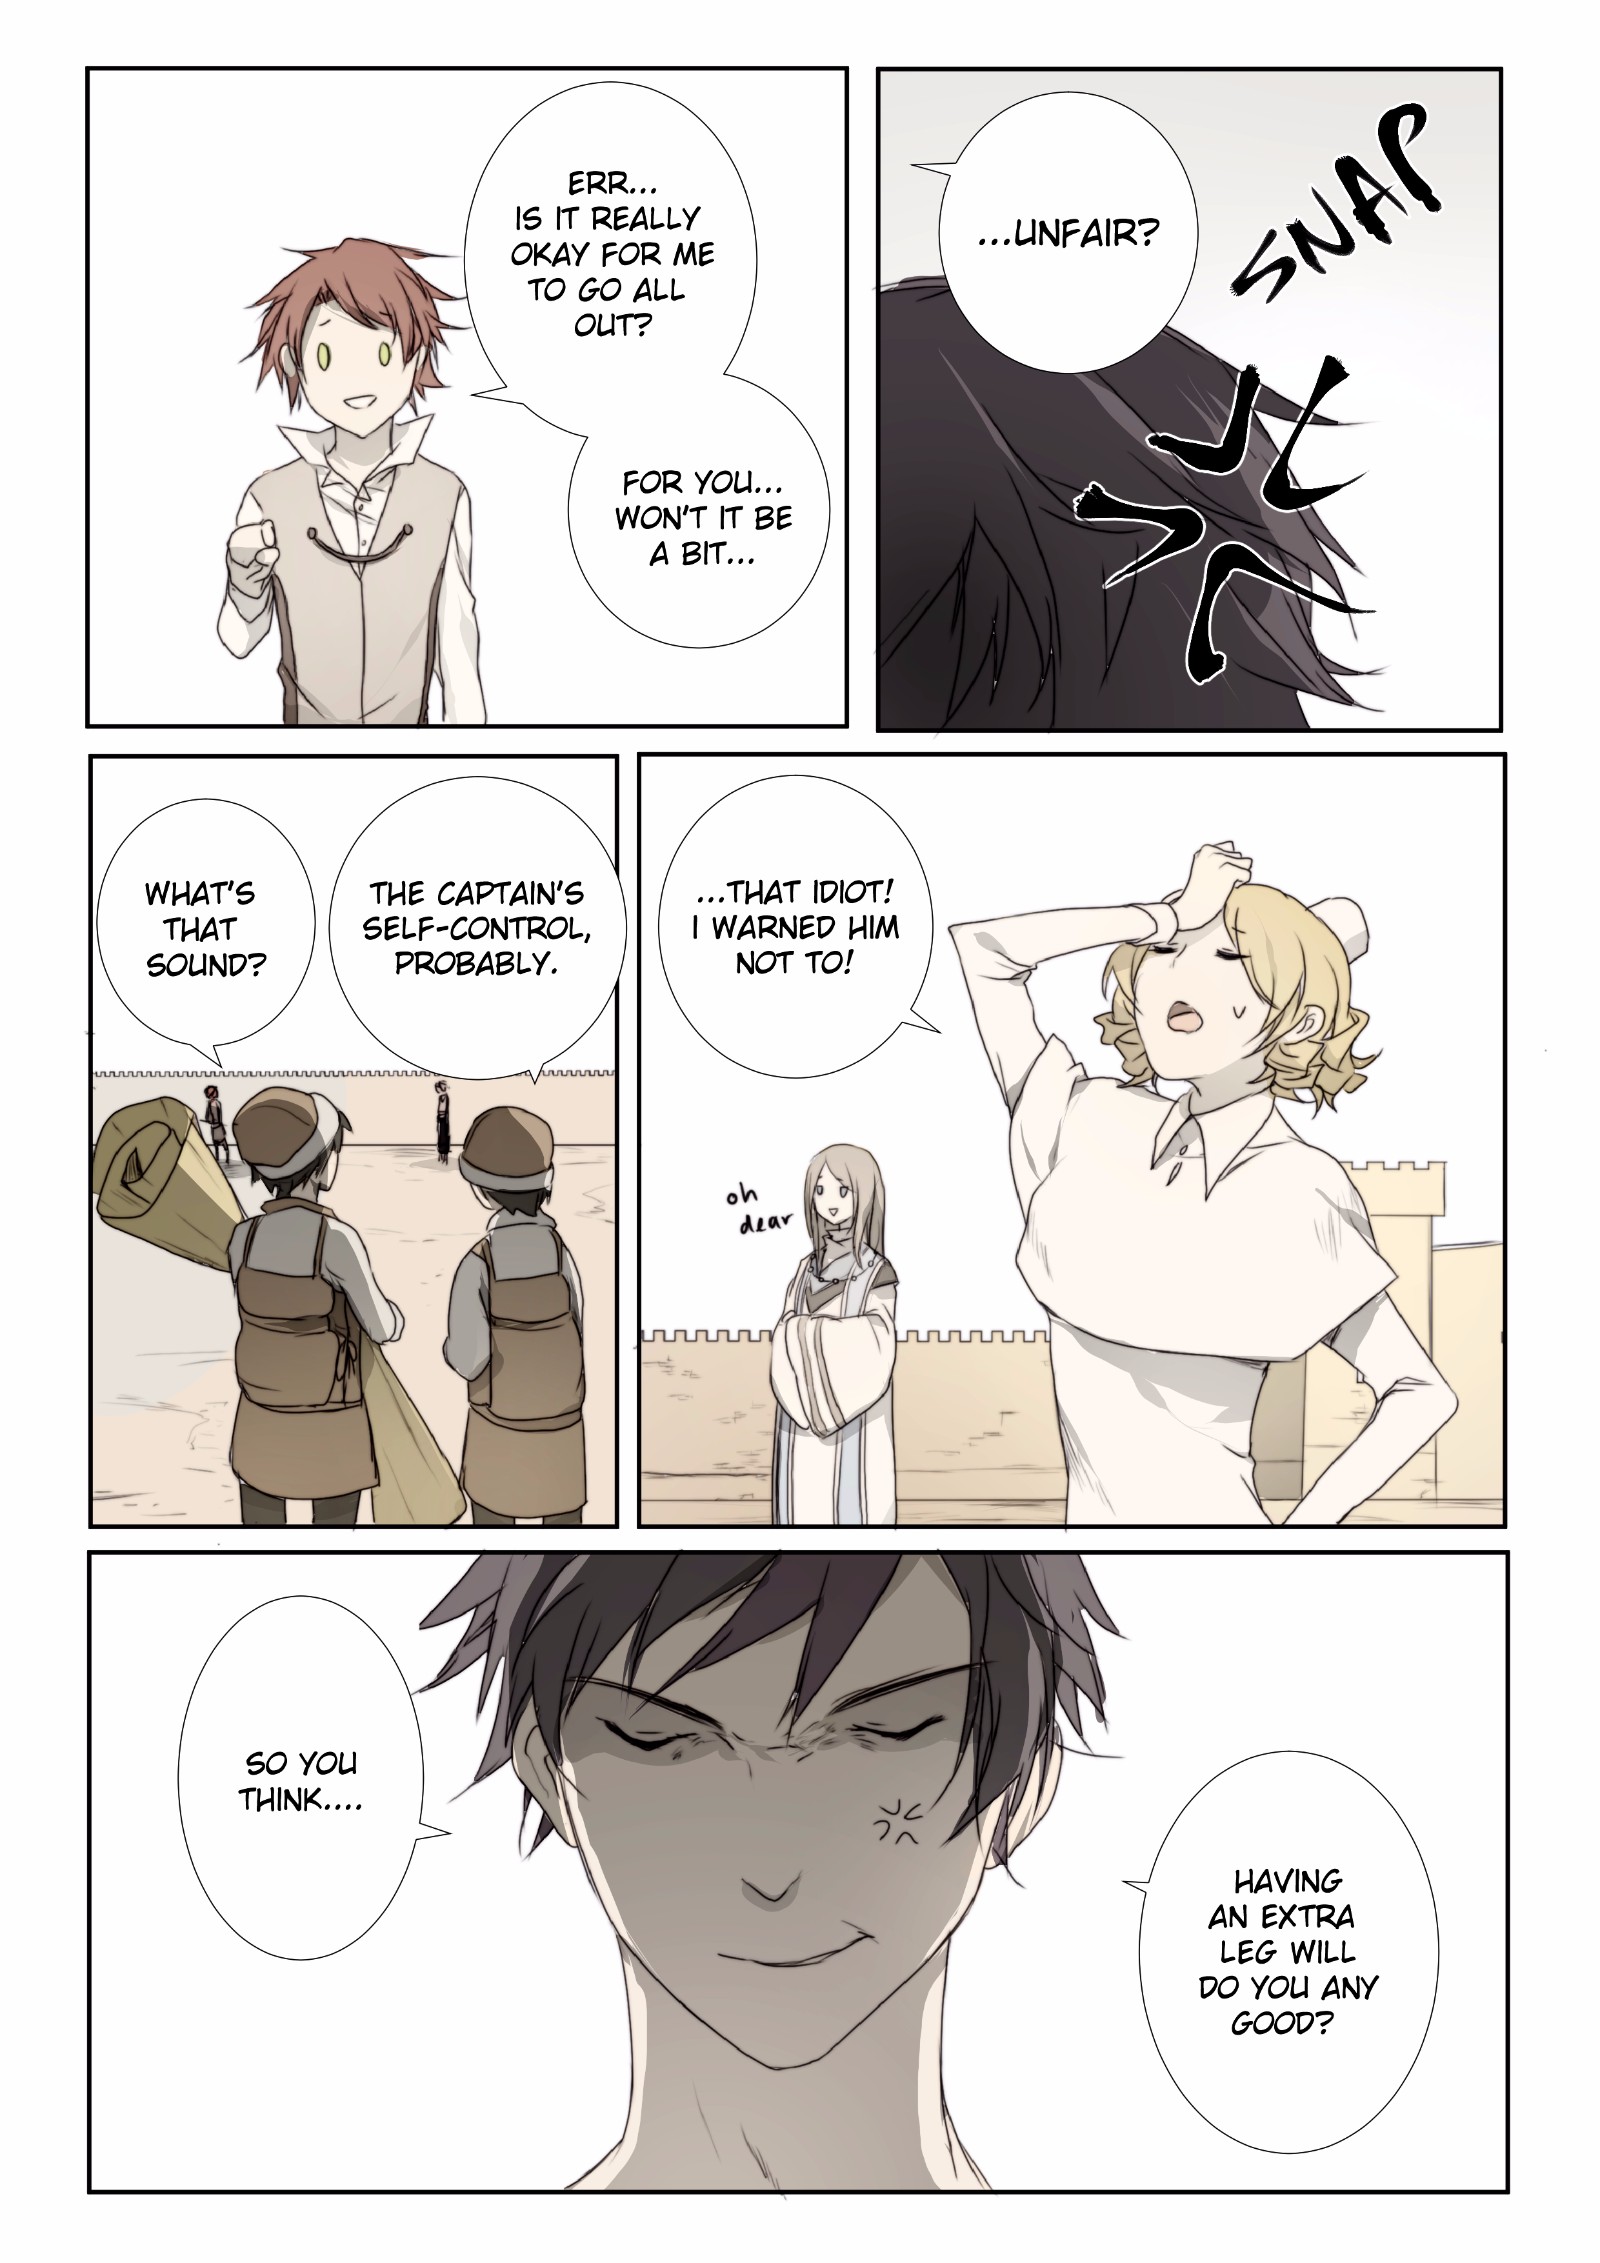 ERR...
IS IT REALLY
OKAY FOR ME
TO GO ALL
OUT?
FOR YOU...
WON'T IT BE
A BIT...
...UNFAIR?
SNAP
WHAT'S
THAT
SOUND?
THE CAPTAIN'S
SELF-CONTROL,
PROBABLY.
...THAT IDIOT!
I WARNED HIM
NOT TO!
oh
dear
SO YOU
THINK....
HAVING
AN EXTRA
LEG WILL
DO YOU ANY
GOOD?